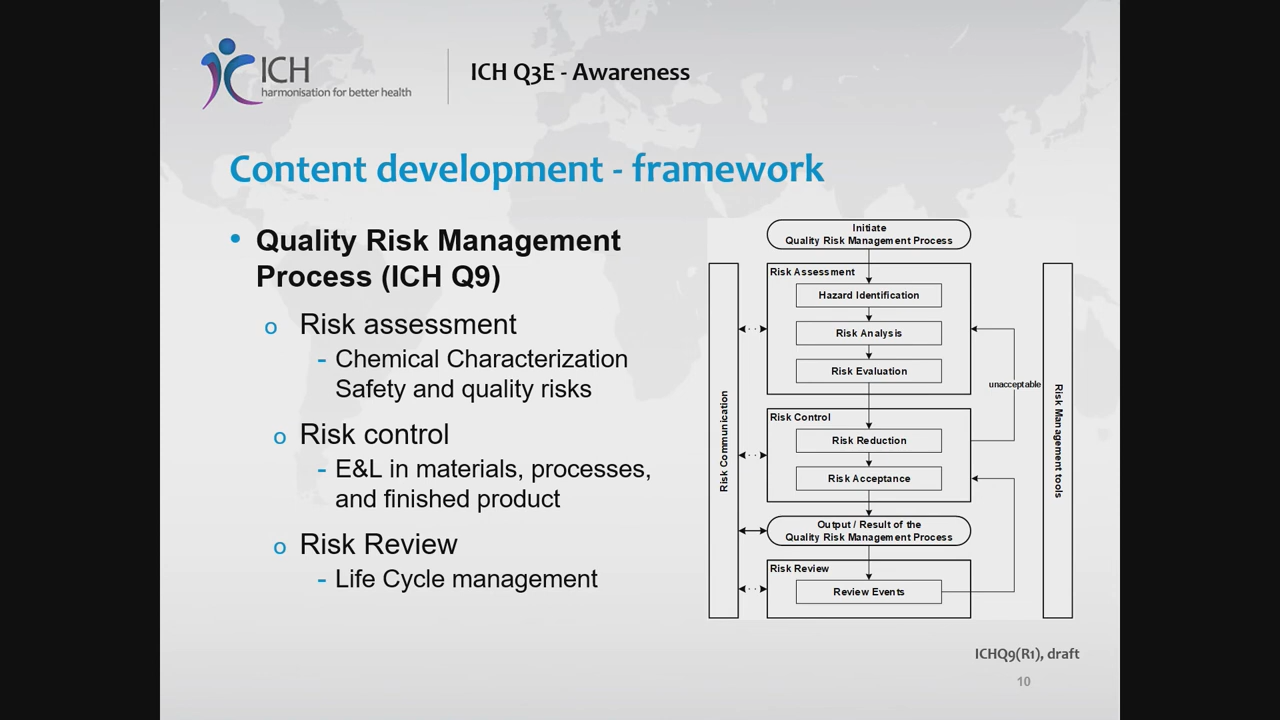 ICH
harmonisation for better health
ICH Q3E - Awareness
Content development - framework
• Quality Risk Management
Process (ICH Q9)
o Risk assessment
- Chemical Characterization
Safety and quality risks
o Risk control
- E&L in materials, processes,
and finished product
o Risk Review
- Life Cycle management
Initiate
Quality Risk Management Process
Risk Assessment
Hazard Identification
Risk Analysis
Risk Evaluation
unacceptable
Risk Control
Risk Reduction
Risk Acceptance
Output / Result of the
Quality Risk Management Process
Risk Review
Review Events
Risk Communication
Risk Management tools
ICHQ9(R1), draft
10